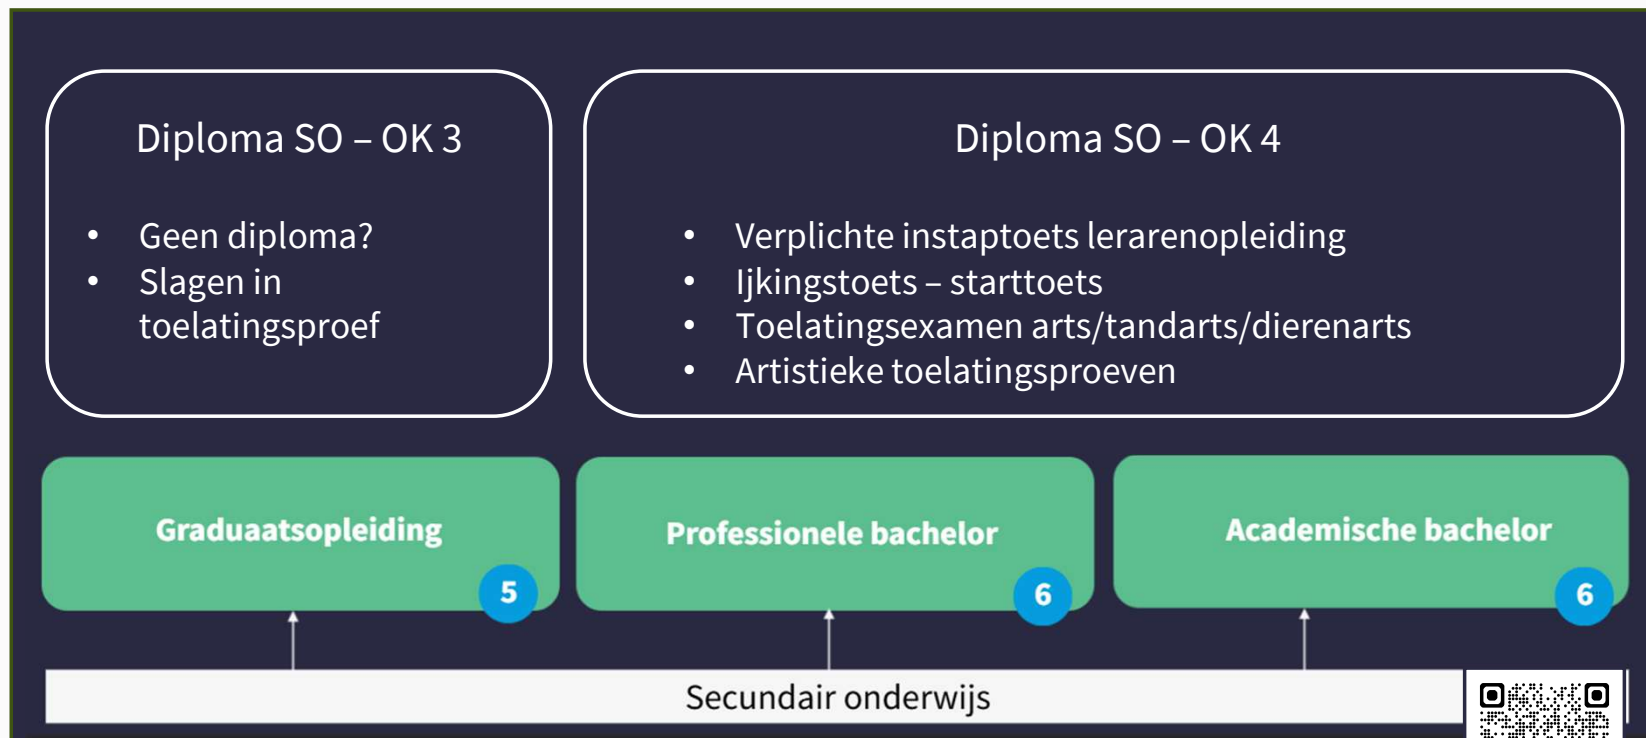 Diploma SO – OK 3
• Geen diploma?
• Slagen in
toelatingsproef
Diploma SO – OK 4
• Verplichte instaptoets lerarenopleiding
• Ijkingstoets – starttoets
• Toelatingsexamen arts/tandarts/dierenarts
• Artistieke toelatingsproeven
Graduaatsopleiding
5
Professionele bachelor
6
Academische bachelor
6
Secundair onderwijs